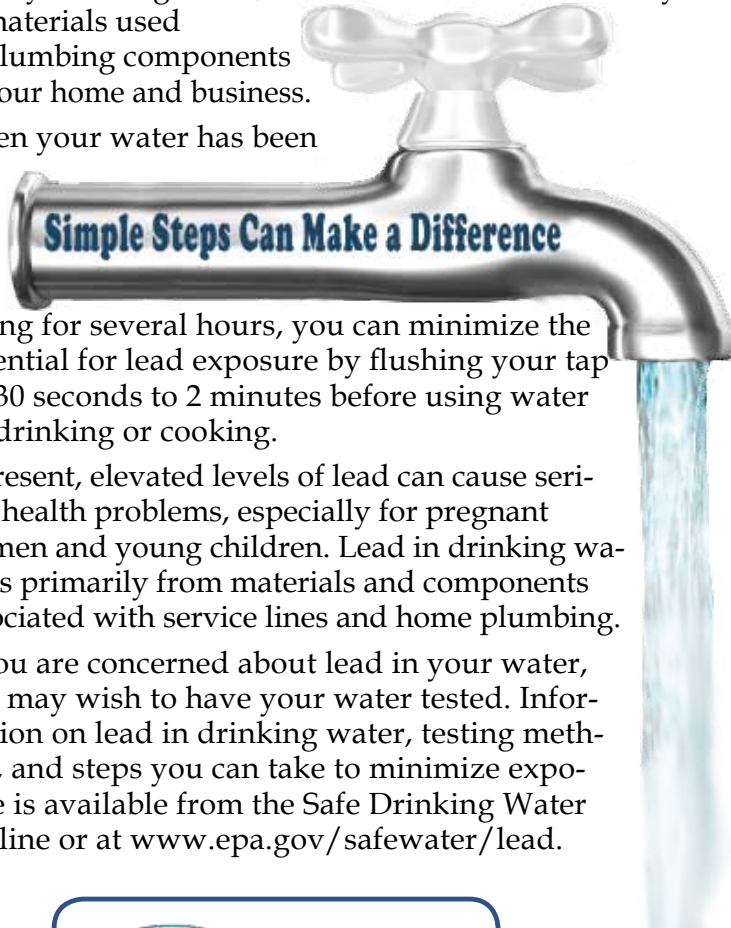 materials used
plumbing components
our home and business.
en your water has been
Simple Steps Can Make a Difference
ng for several hours, you can minimize the
ential for lead exposure by flushing your tap
30 seconds to 2 minutes before using water
drinking or cooking.
resent, elevated levels of lead can cause seri-
health problems, especially for pregnant
men and young children. Lead in drinking wa-
s primarily from materials and components
ociated with service lines and home plumbing.
ou are concerned about lead in your water,
may wish to have your water tested. Infor-
ion on lead in drinking water, testing meth-
, and steps you can take to minimize expo-
e is available from the Safe Drinking Water
line or at www.epa.gov/safewater/lead.